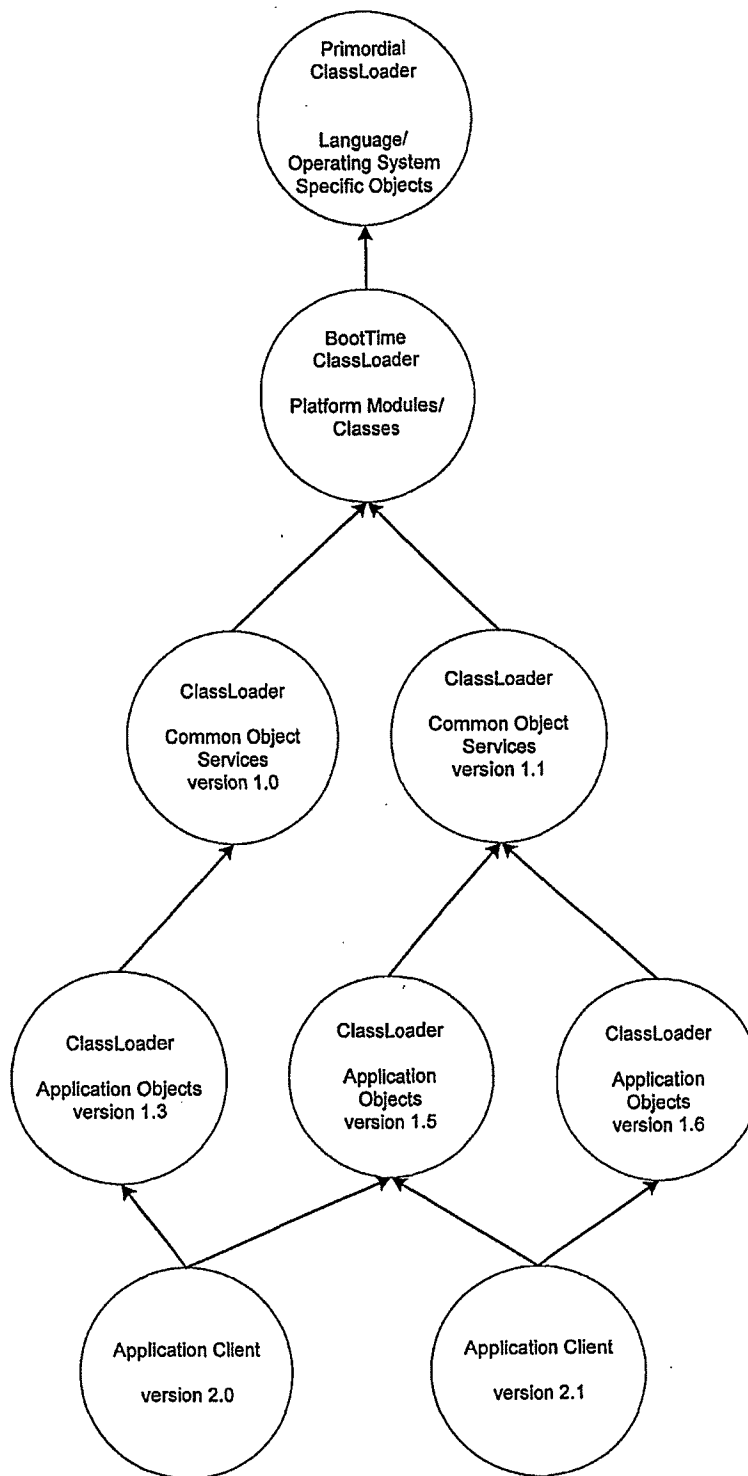 Primordial
ClassLoader
Language/
Operating System
Specific Objects
BootTime
ClassLoader
Platform Modules/
Classes
ClassLoader
Common Object
Services
version 1.0
ClassLoader
Common Object
Services
version 1.1
ClassLoader
Application Objects
version 1.3
ClassLoader
Application
Objects
version 1.5
ClassLoader
Application
Objects
version 1.6
Application Client
version 2.0
Application Client
version 2.1